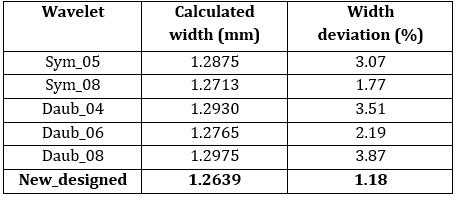 Wavelet Calculated width (mm) Width deviation (%)
Sym_05 1.2875 3.07
Sym_08 1.2713 1.77
Daub_04 1.2930 3.51
Daub_06 1.2765 2.19
Daub_08 1.2975 3.87
New_designed 1.2639 1.18